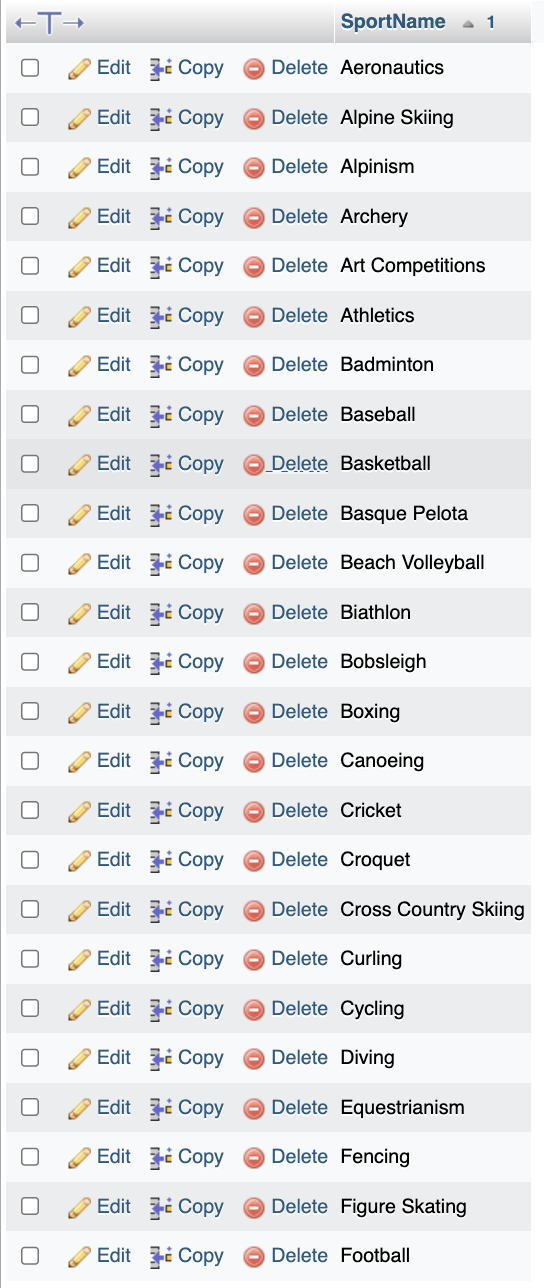 SportName 1
Edit Copy Delete Aeronautics
Edit Copy Delete Alpine Skiing
Edit Copy Delete Alpinism
Edit Copy Delete Archery
Edit Copy Delete Art Competitions
Edit Copy Delete Athletics
Edit Copy Delete Badminton
Edit Copy Delete Baseball
Edit Copy Delete Basketball
Edit Copy Delete Basque Pelota
Edit Copy Delete Beach Volleyball
Edit Copy Delete Biathlon
Edit Copy Delete Bobsleigh
Edit Copy Delete Boxing
Edit Copy Delete Canoeing
Edit Copy Delete Cricket
Edit Copy Delete Croquet
Edit Copy Delete Cross Country Skiing
Edit Copy Delete Curling
Edit Copy Delete Cycling
Edit Copy Delete Diving
Edit Copy Delete Equestrianism
Edit Copy Delete Fencing
Edit Copy Delete Figure Skating
Edit Copy Delete Football